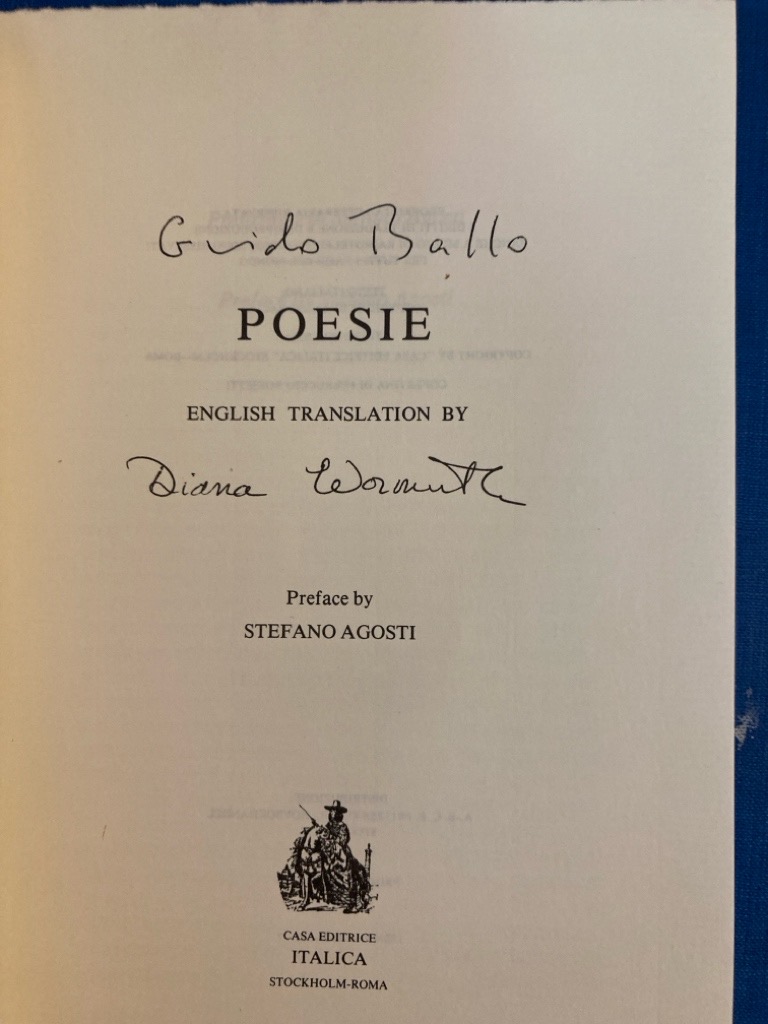 Guido Ballo
POESIE
ENGLISH TRANSLATION BY
Diana Wormuth
Preface by
STEFANO AGOSTI
CASA EDITRICE
ITALICA
STOCKHOLM-ROMA